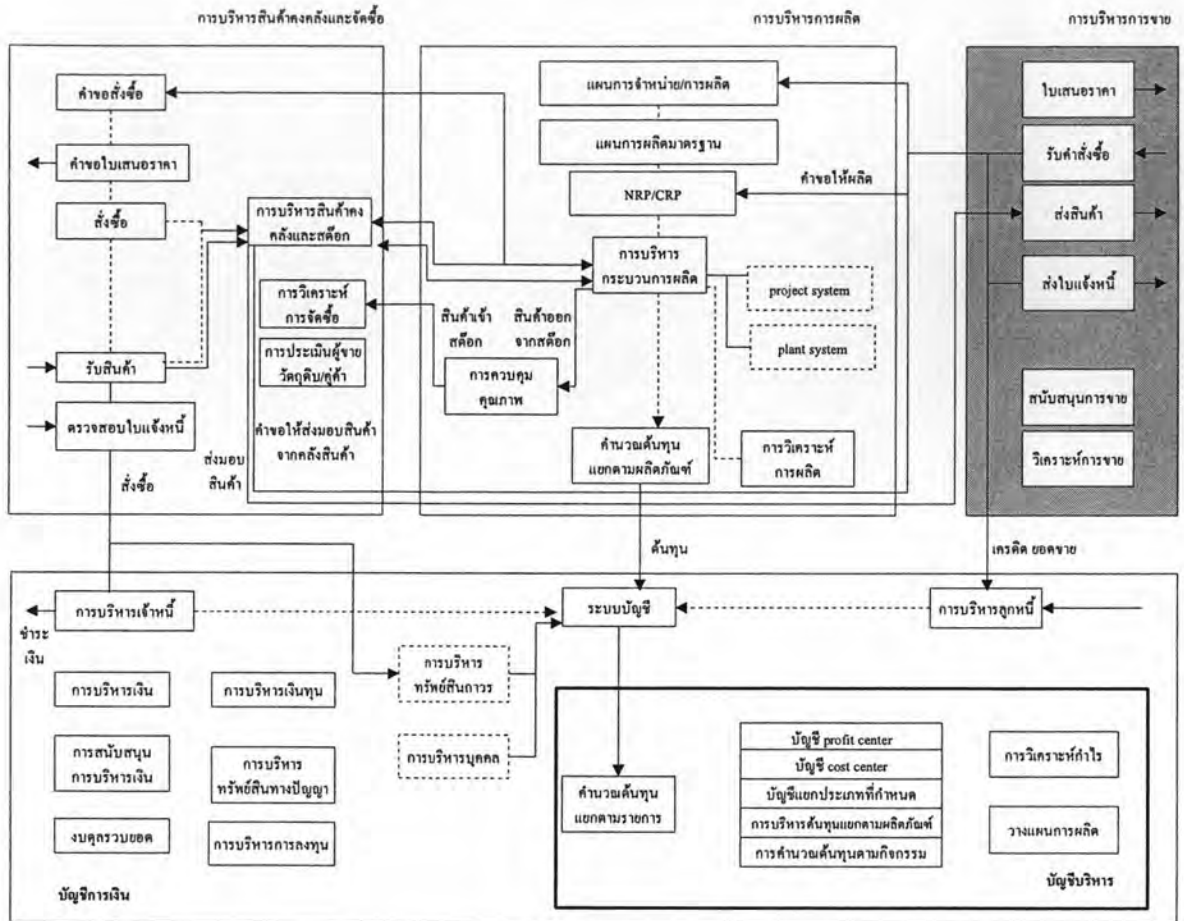 การบริหารสินค้าคงคลังและจัดซื้อ
การบริหารการผลิต
การบริหารการขาย
คำขอสั่งซื้อ
คำขอใบเสนอราคา
สั่งซื้อ
การบริหารสินค้าคง
คลังและสต๊อก
การวิเคราะห์
การจัดซื้อ
การประเมินผู้ขาย
วัตถุดิบ/คู่ค้า
รับสินค้า
ตรวจสอบใบแจ้งหนี้
คำขอให้ส่งมอบสินค้า
จากคลังสินค้า
ส่งมอบ
สินค้า
สั่งซื้อ
แผนการจำหน่าย/การผลิต
แผนการผลิตมาตรฐาน
NRP/CRP
คำขอให้ผลิต
การบริหาร
กระบวนการผลิต
project system
plant system
สินค้าเข้า
สต๊อก
สินค้าออก
จากสต๊อก
การควบคุม
คุณภาพ
คำนวณต้นทุน
แยกตามผลิตภัณฑ์
การวิเคราะห์
การผลิต
ใบเสนอราคา
รับคำสั่งซื้อ
ส่งสินค้า
ส่งใบแจ้งหนี้
สนับสนุนการขาย
วิเคราะห์การขาย
ต้นทุน
เครดิต ยอดขาย
การบริหารเจ้าหนี้
ระบบบัญชี
การบริหารลูกหนี้
ชำระ
เงิน
การบริหาร
ทรัพย์สินถาวร
การบริหารบุคคล
การบริหารเงิน
การบริหารเงินทุน
การสนับสนุน
การบริหารเงิน
การบริหาร
ทรัพย์สินทางปัญญา
งบดุลรวบยอด
การบริหารการลงทุน
คำนวณต้นทุน
แยกตามรายการ
บัญชี profit center
บัญชี cost center
บัญชีแยกประเภทที่กำหนด
การบริหารต้นทุนแยกตามผลิตภัณฑ์
การคำนวณต้นทุนตามกิจกรรม
การวิเคราะห์กำไร
วางแผนการผลิต
บัญชีบริหาร
บัญชีการเงิน